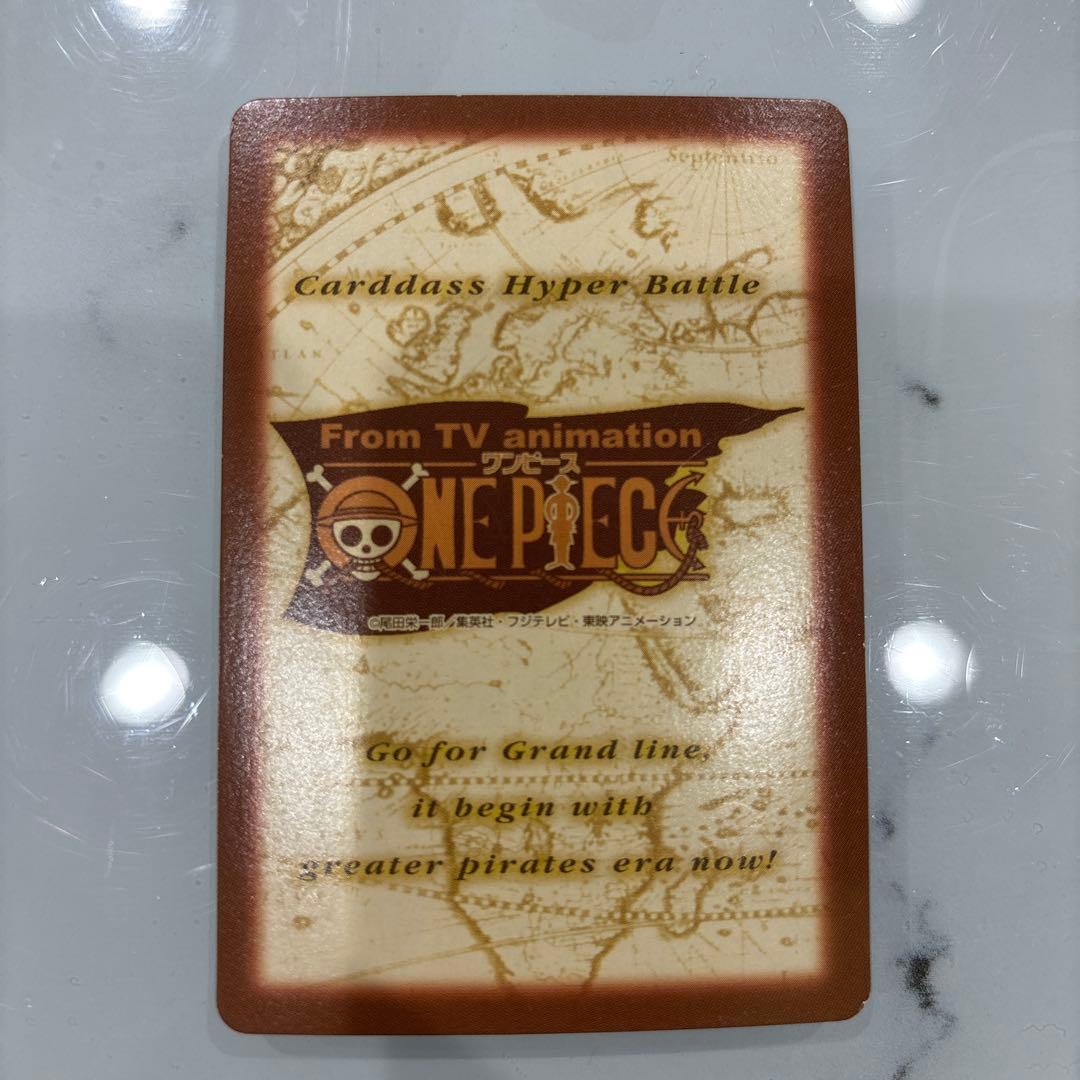 Septentrio
Carddass Hyper Battle
TLAN
From TV animation
ワンピース
ONE PIECE
©尾田栄一郎／集英社・フジテレビ・東映アニメーション
Go for Grand line,
it begin with
greater pirates era now!